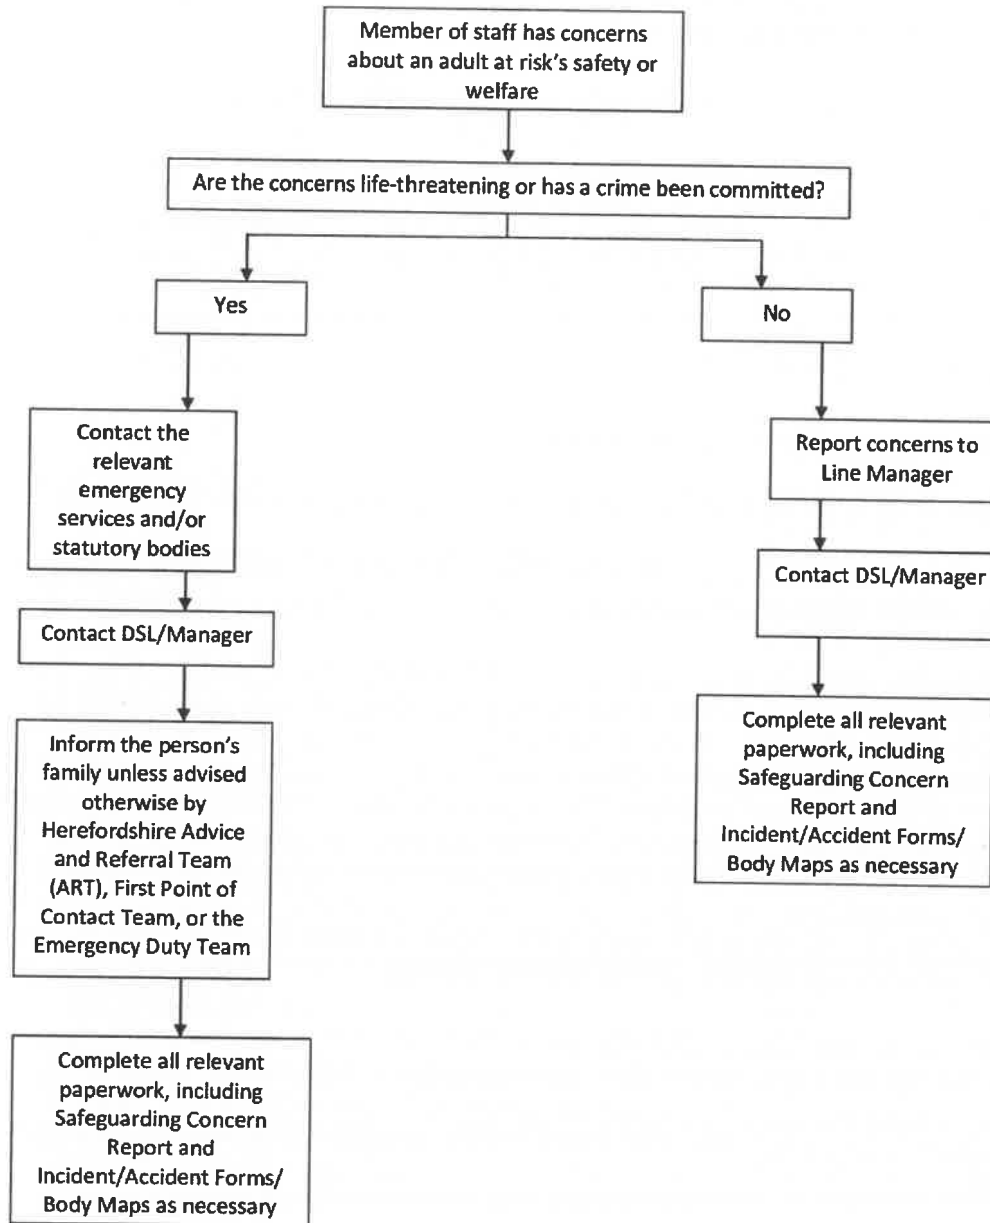 Member of staff has concerns
about an adult at risk's safety or
welfare
Are the concerns life-threatening or has a crime been committed?
Yes
No
Contact the
relevant
emergency
services and/or
statutory bodies
Contact DSL/Manager
Inform the person's
family unless advised
otherwise by
Herefordshire Advice
and Referral Team
(ART), First Point of
Contact Team, or the
Emergency Duty Team
Complete all relevant
paperwork, including
Safeguarding Concern
Report and
Incident/Accident Forms/
Body Maps as necessary
Report concerns to
Line Manager
Contact DSL/Manager
Complete all relevant
paperwork, including
Safeguarding Concern
Report and
Incident/Accident Forms/
Body Maps as necessary